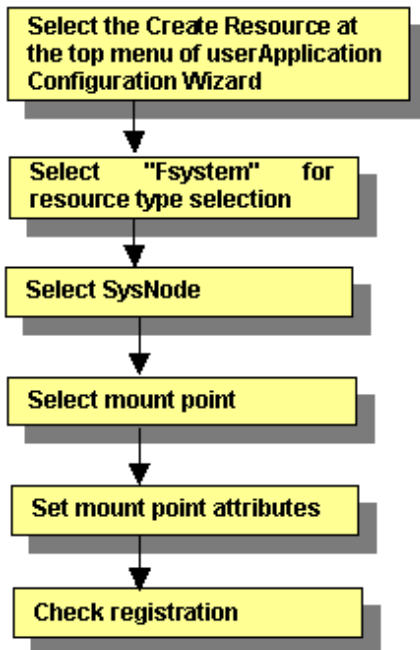 Select the Create Resource at
the top menu of userApplication
Configuration Wizard
Select "Fsystem" for
resource type selection
Select SysNode
Select mount point
Set mount point attributes
Check registration